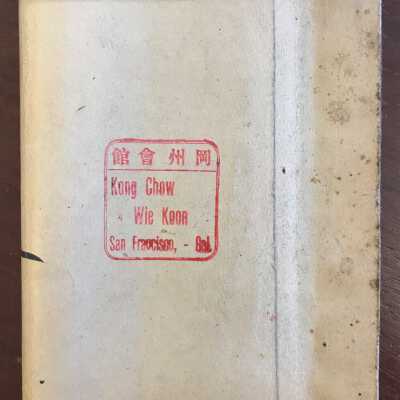 岡州會館
Kong Chow
Wie Koon
San Francisco, - Cal.